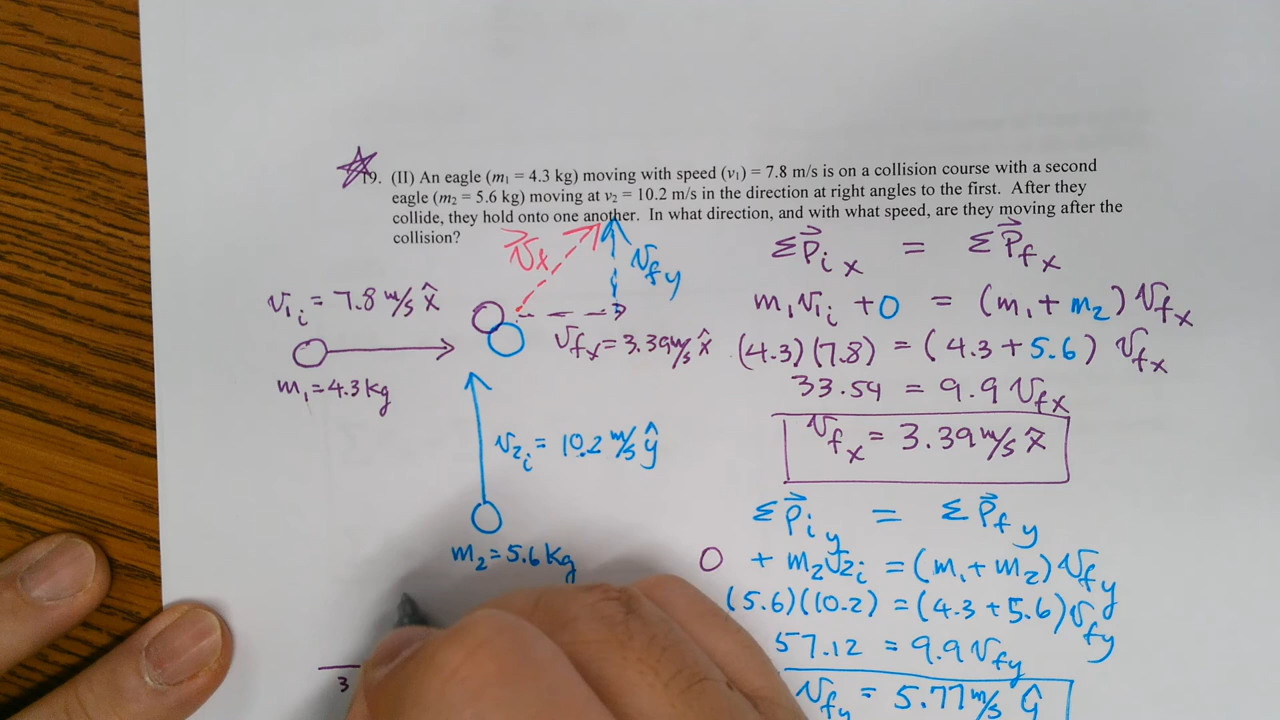 19. (II) An eagle (m₁ = 4.3 kg) moving with speed (v₁) = 7.8 m/s is on a collision course with a second
eagle (m₂ = 5.6 kg) moving at v₂ = 10.2 m/s in the direction at right angles to the first. After they
collide, they hold onto one another. In what direction, and with what speed, are they moving after the
collision?
v₁ᵢ = 7.8 m/s x̂
m₁ = 4.3 kg
v_fy
v_fx = 3.39 m/s x̂
v₂ᵢ = 10.2 m/s ŷ
m₂ = 5.6 kg
3
Σp⃗ᵢₓ = Σp⃗_fx
m₁v₁ᵢ + 0 = (m₁ + m₂) v_fx
(4.3)(7.8) = (4.3 + 5.6) v_fx
33.54 = 9.9 v_fx
v_fx = 3.39 m/s x̂
Σp⃗_iy = Σp⃗_fy
0 + m₂v₂ᵢ = (m₁ + m₂) v_fy
(5.6)(10.2) = (4.3 + 5.6) v_fy
57.12 = 9.9 v_fy
v_fy = 5.77 m/s ŷ